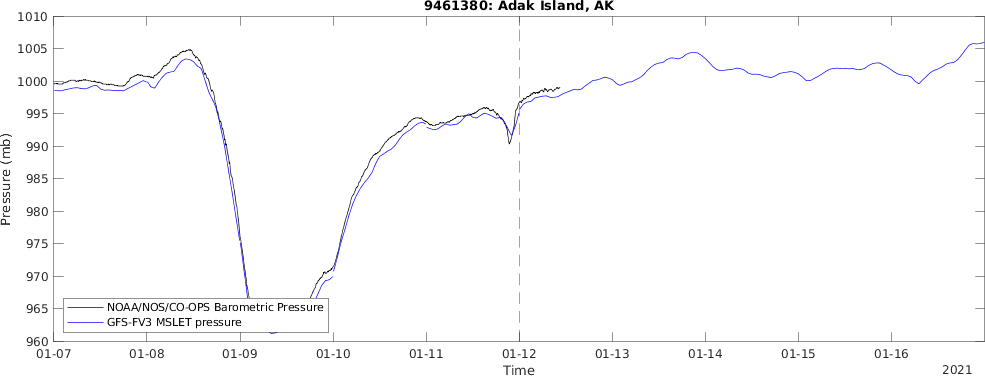 9461380: Adak Island, AK
Pressure (mb)
1010
1005
1000
995
990
985
980
975
970
965
960
NOAA/NOS/CO-OPS Barometric Pressure
GFS-FV3 MSLET pressure
01-07 01-08 01-09 01-10 01-11 01-12 01-13 01-14 01-15 01-16
Time
2021